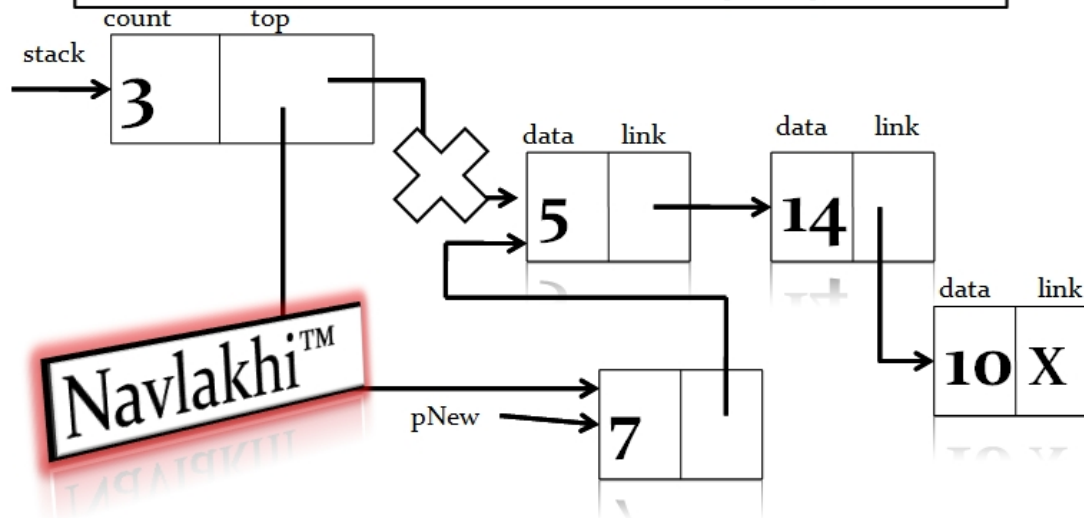 count top
stack
3
data link
5
data link
14
data link
10 X
Navlakhi™
pNew
7